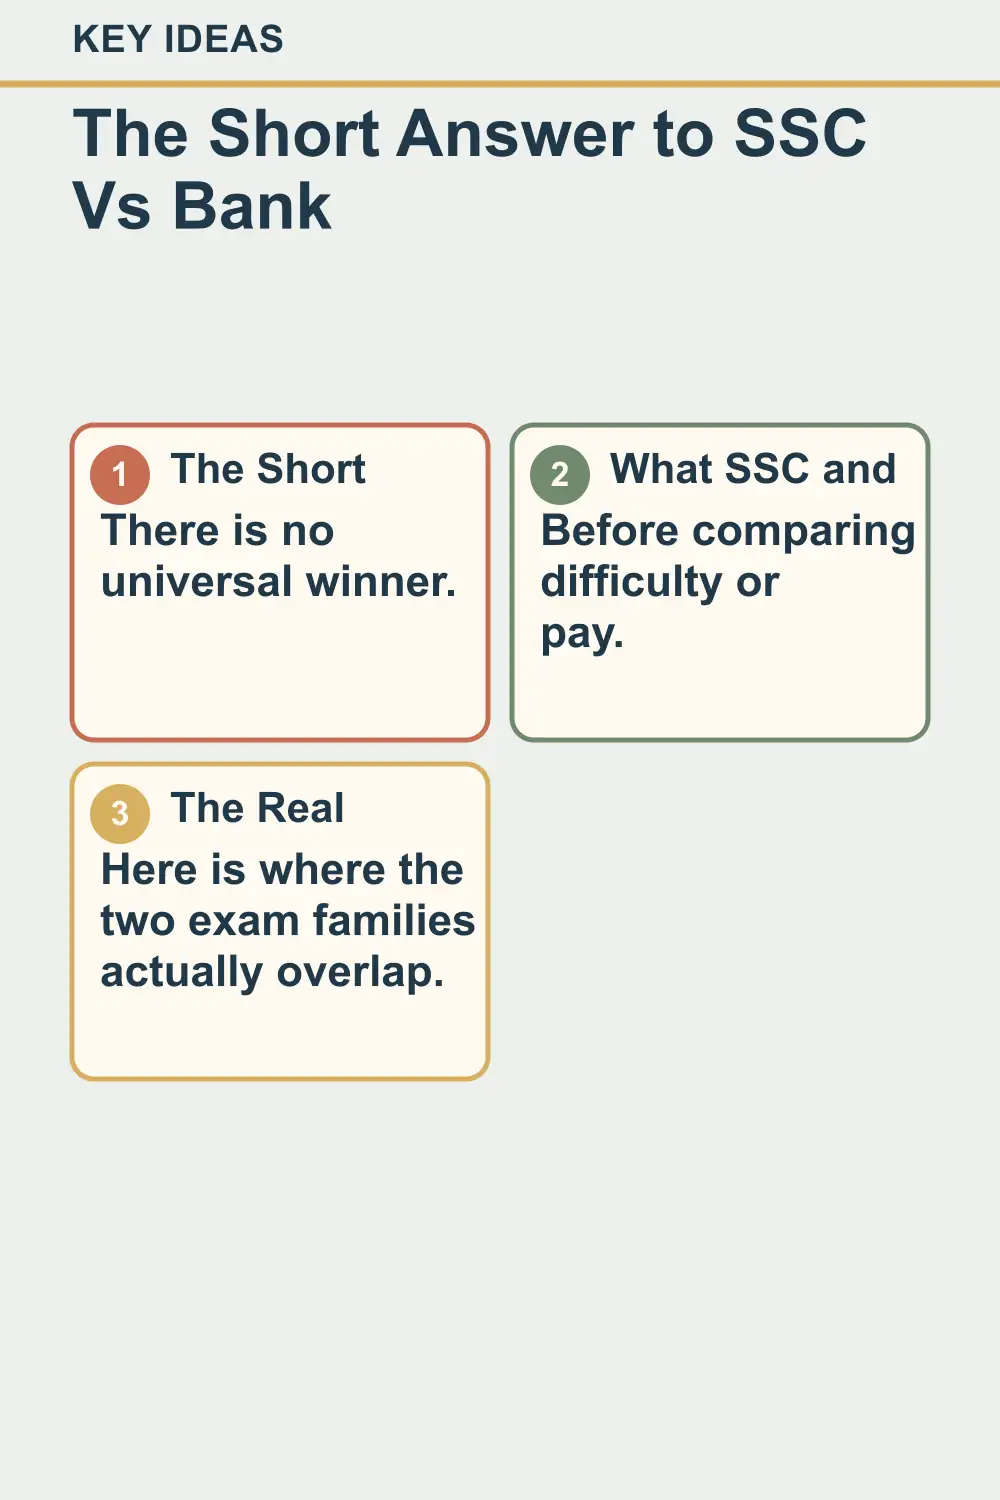 KEY IDEAS
The Short Answer to SSC
Vs Bank
1 The Short
There is no
universal winner.
2 What SSC and
Before comparing
difficulty or
pay.
3 The Real
Here is where the
two exam families
actually overlap.